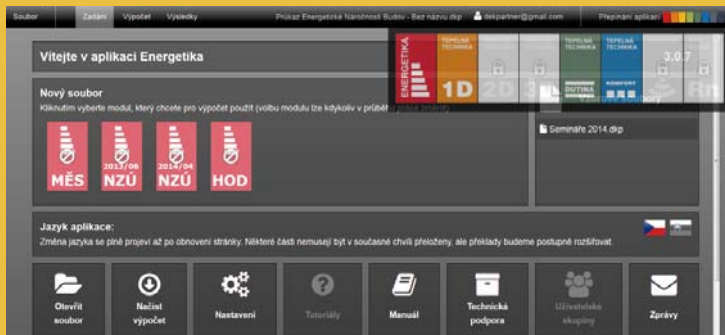 Soubor Zadání Výpočet Výsledky Průkaz Energetické Náročnosti Budov - Bez názvu.dkp dekpartner@gmail.com Přepínání aplikací
Vítejte v aplikaci Energetika
ENERGETIKA
TEPELNÁ TECHNIKA 1D
2D
3
TEPELNÁ TECHNIKA DUTINA
TEPELNÁ TECHNIKA KOMFORT
3.0.7
Rn
Nový soubor
Kliknutím vyberte modul, který chcete pro výpočet použít (volbu modulu lze kdykoliv v průběhu
MĚS
2013/06 NZÚ
2014/04 NZÚ
HOD
soubory
Semináře 2014.dkp
Jazyk aplikace:
Změna jazyka se plně projeví až po obnovení stránky. Některé části nemusejí být v současné chvíli přeloženy, ale překlady budeme postupně rozšiřovat.
Otevřít soubor
Načíst výpočet
Nastavení
Tutoriály
Manuál
Technická podpora
Uživatelské skupiny
Zprávy